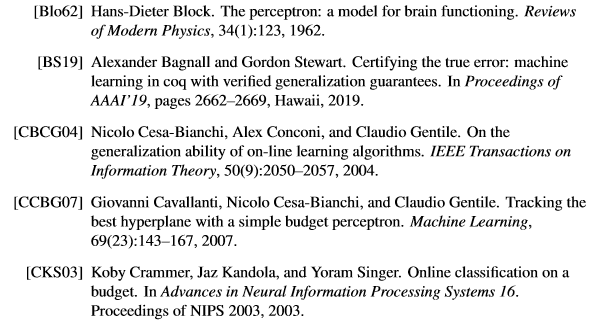 [Blo62] Hans-Dieter Block. The perceptron: a model for brain functioning. Reviews
of Modern Physics, 34(1):123, 1962.
[BS19] Alexander Bagnall and Gordon Stewart. Certifying the true error: machine
learning in coq with verified generalization guarantees. In Proceedings of
AAAI'19, pages 2662–2669, Hawaii, 2019.
[CBCG04] Nicolo Cesa-Bianchi, Alex Conconi, and Claudio Gentile. On the
generalization ability of on-line learning algorithms. IEEE Transactions on
Information Theory, 50(9):2050–2057, 2004.
[CCBG07] Giovanni Cavallanti, Nicolo Cesa-Bianchi, and Claudio Gentile. Tracking the
best hyperplane with a simple budget perceptron. Machine Learning,
69(23):143–167, 2007.
[CKS03] Koby Crammer, Jaz Kandola, and Yoram Singer. Online classification on a
budget. In Advances in Neural Information Processing Systems 16.
Proceedings of NIPS 2003, 2003.